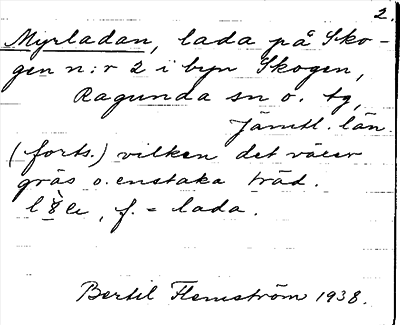 2.
Myrladan, lada på Sko-
gen n:r 2 i byn Skogen,
Ragunda sn o. tg,
Jämtl. län.
(forts.) vilken det växer
gräs o. enstaka träd.
f. = lada.
Bertil Flemström 1938.